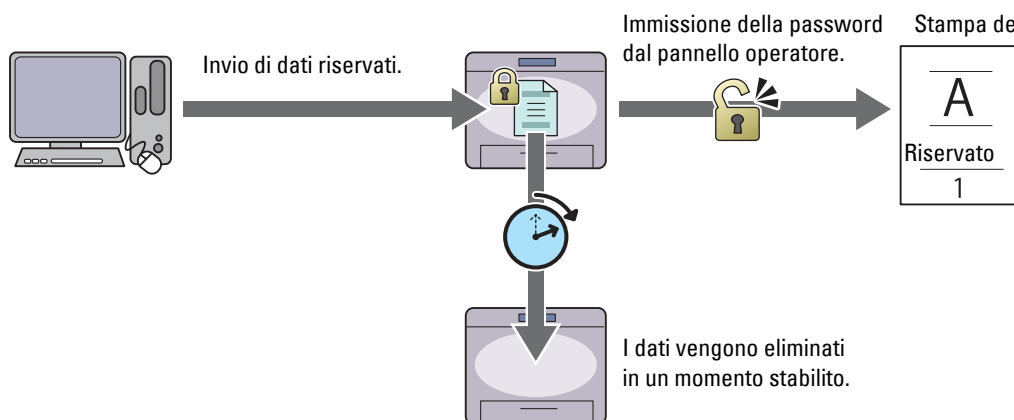 Immissione della password
dal pannello operatore.
Stampa de
Invio di dati riservati.
A
Riservato
1
I dati vengono eliminati
in un momento stabilito.